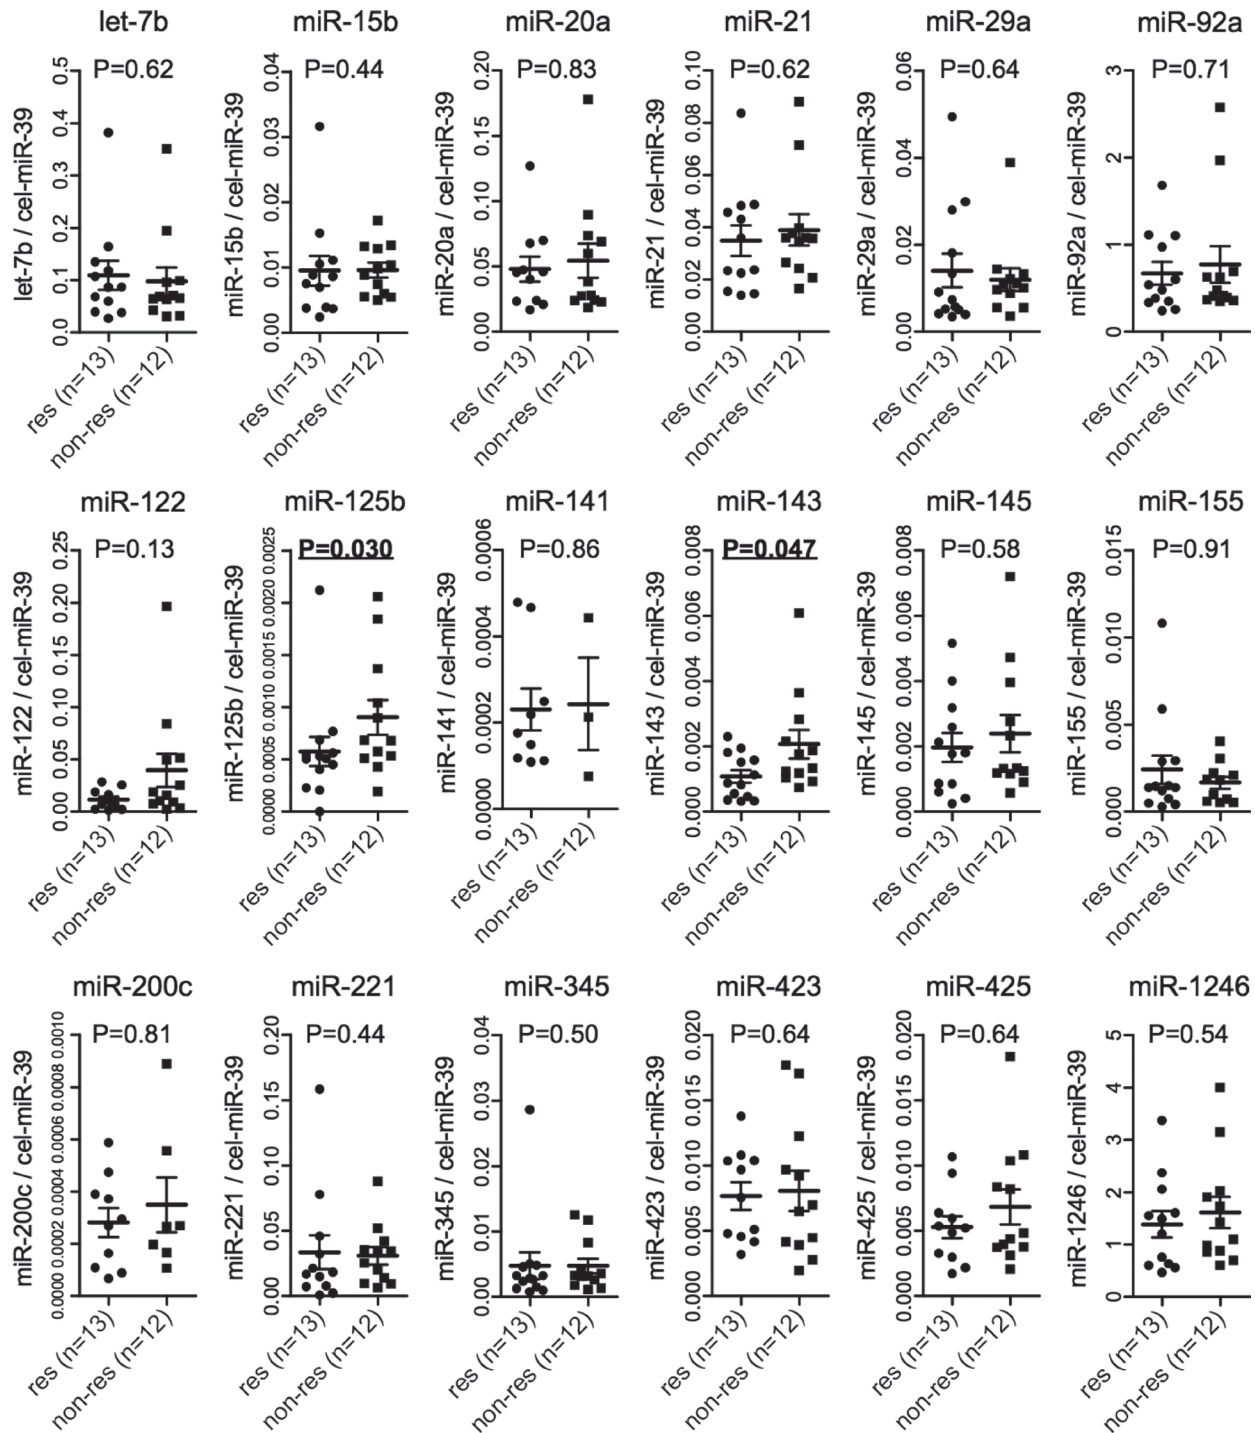 let-7b
miR-15b
miR-20a
miR-21
miR-29a
miR-92a
P=0.62
P=0.44
P=0.83
P=0.62
P=0.64
P=0.71
let-7b / cel-miR-39
0.5
0.4
0.3
0.2
0.1
0.0
miR-15b / cel-miR-39
0.04
0.03
0.02
0.01
0.00
miR-20a / cel-miR-39
0.20
0.15
0.10
0.05
0.00
miR-21 / cel-miR-39
0.10
0.08
0.06
0.04
0.02
0.00
miR-29a / cel-miR-39
0.06
0.04
0.02
0.00
miR-92a / cel-miR-39
3
2
1
0
res (n=13)
non-res (n=12)
res (n=13)
non-res (n=12)
res (n=13)
non-res (n=12)
res (n=13)
non-res (n=12)
res (n=13)
non-res (n=12)
res (n=13)
non-res (n=12)
miR-122
miR-125b
miR-141
miR-143
miR-145
miR-155
P=0.13
P=0.030
P=0.86
P=0.047
P=0.58
P=0.91
miR-122 / cel-miR-39
0.25
0.20
0.15
0.10
0.05
0.00
miR-125b / cel-miR-39
0.0025
0.0020
0.0015
0.0010
0.0005
0.0000
miR-141 / cel-miR-39
0.0006
0.0004
0.0002
0.0000
miR-143 / cel-miR-39
0.008
0.006
0.004
0.002
0.000
miR-145 / cel-miR-39
0.008
0.006
0.004
0.002
0.000
miR-155 / cel-miR-39
0.015
0.010
0.005
0.000
res (n=13)
non-res (n=12)
res (n=13)
non-res (n=12)
res (n=13)
non-res (n=12)
res (n=13)
non-res (n=12)
res (n=13)
non-res (n=12)
res (n=13)
non-res (n=12)
miR-200c
miR-221
miR-345
miR-423
miR-425
miR-1246
P=0.81
P=0.44
P=0.50
P=0.64
P=0.64
P=0.54
miR-200c / cel-miR-39
0.0010
0.0008
0.0006
0.0004
0.0002
0.0000
miR-221 / cel-miR-39
0.20
0.15
0.10
0.05
0.00
miR-345 / cel-miR-39
0.04
0.03
0.02
0.01
0.00
miR-423 / cel-miR-39
0.020
0.015
0.010
0.005
0.000
miR-425 / cel-miR-39
0.020
0.015
0.010
0.005
0.000
miR-1246 / cel-miR-39
5
4
3
2
1
0
res (n=13)
non-res (n=12)
res (n=13)
non-res (n=12)
res (n=13)
non-res (n=12)
res (n=13)
non-res (n=12)
res (n=13)
non-res (n=12)
res (n=13)
non-res (n=12)